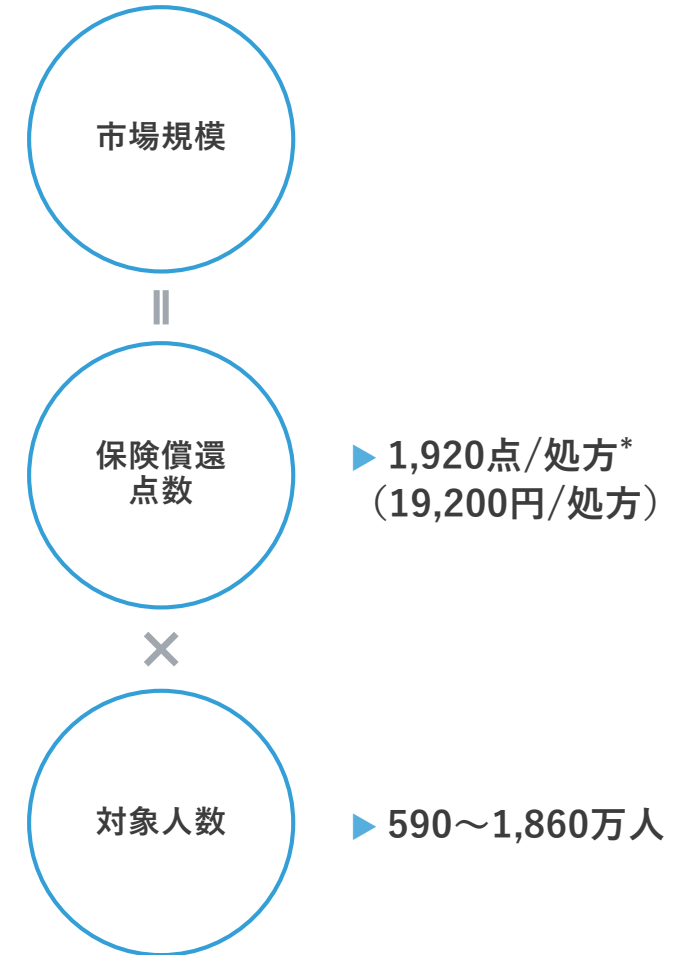 市場規模
=
保険償還
点数
▶ 1,920点/処方*
（19,200円/処方）
×
対象人数
▶ 590〜1,860万人